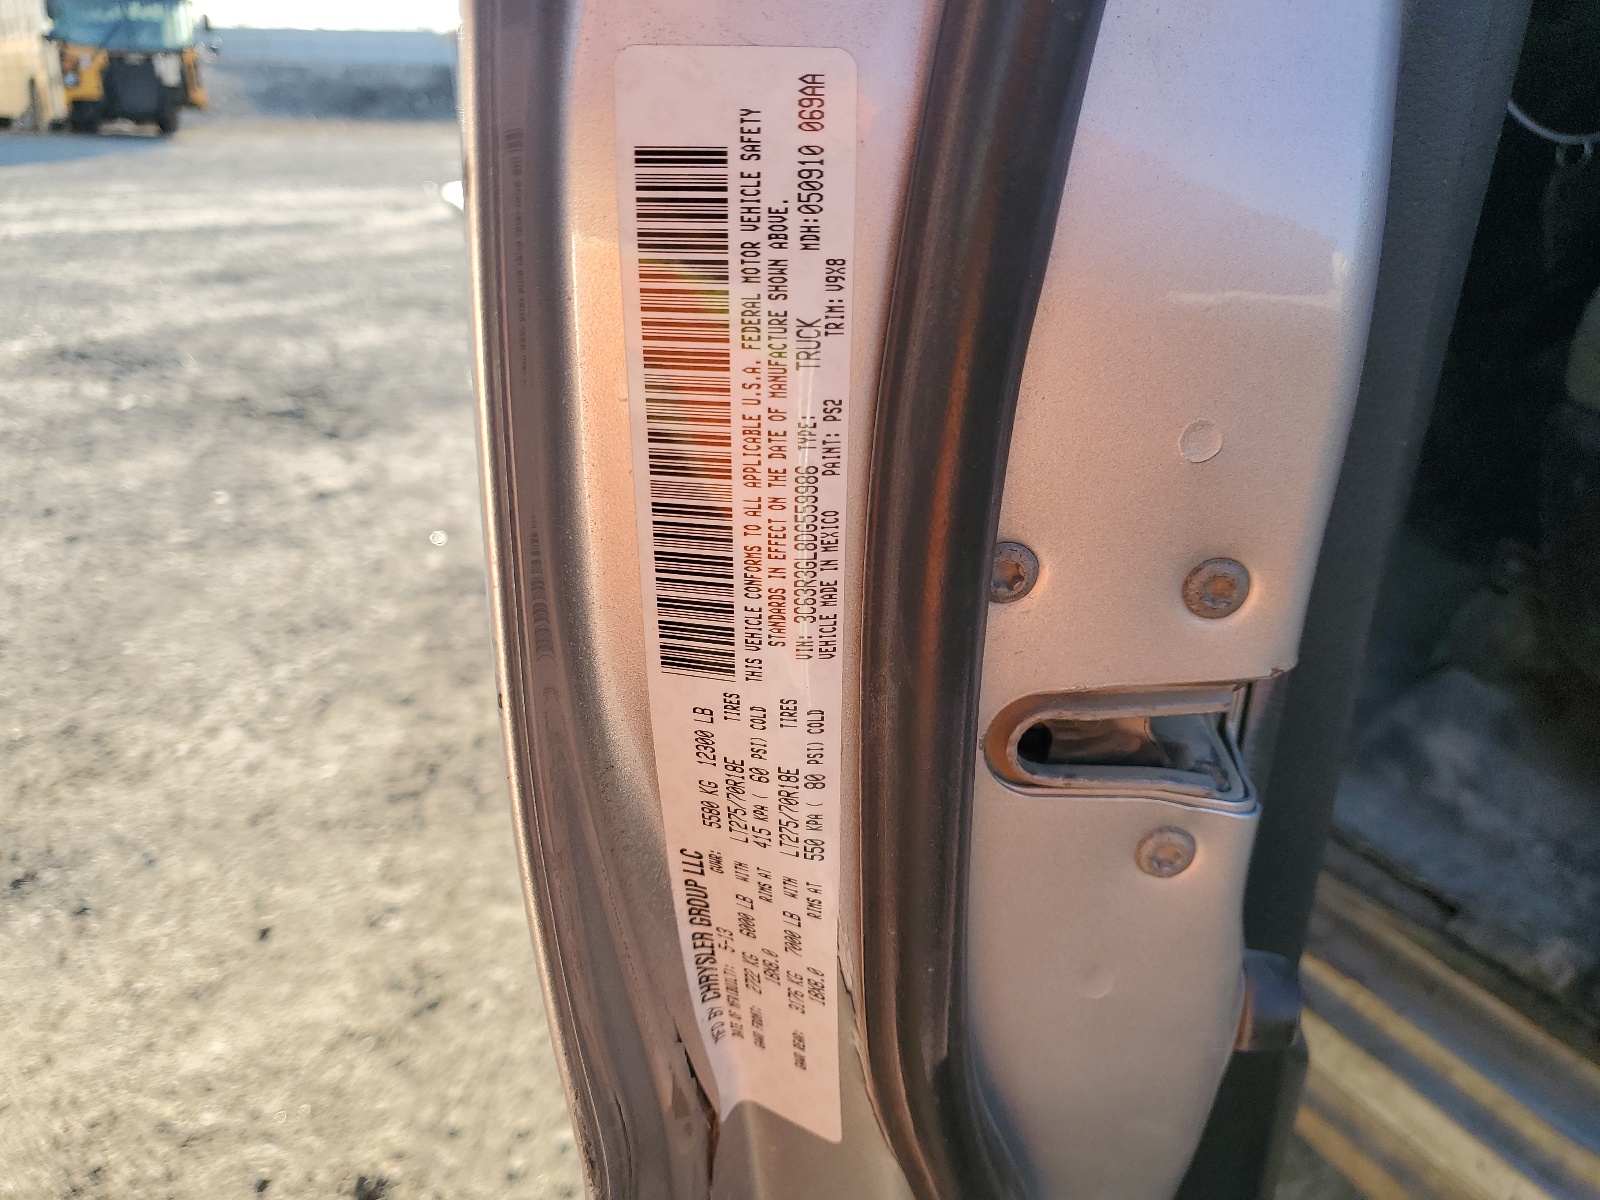 MFD BY CHRYSLER GROUP LLC
DATE OF MFR: 5-13 GVWR: 5580 KG 12300 LB
GAWR FRONT: 2722 KG 6000 LB WITH LT275/70R18E TIRES
18X8.0 RIMS AT 415 KPA ( 60 PSI) COLD
GAWR REAR: 3176 KG 7000 LB WITH LT275/70R18E TIRES
18X8.0 RIMS AT 550 KPA ( 80 PSI) COLD
THIS VEHICLE CONFORMS TO ALL APPLICABLE U.S.A. FEDERAL MOTOR VEHICLE SAFETY
STANDARDS IN EFFECT ON THE DATE OF MANUFACTURE SHOWN ABOVE.
VIN: 3C63R3GL8DG559986 TYPE: TRUCK MDH:050910 069AA
VEHICLE MADE IN MEXICO PAINT: PS2 TRIM: V9X8